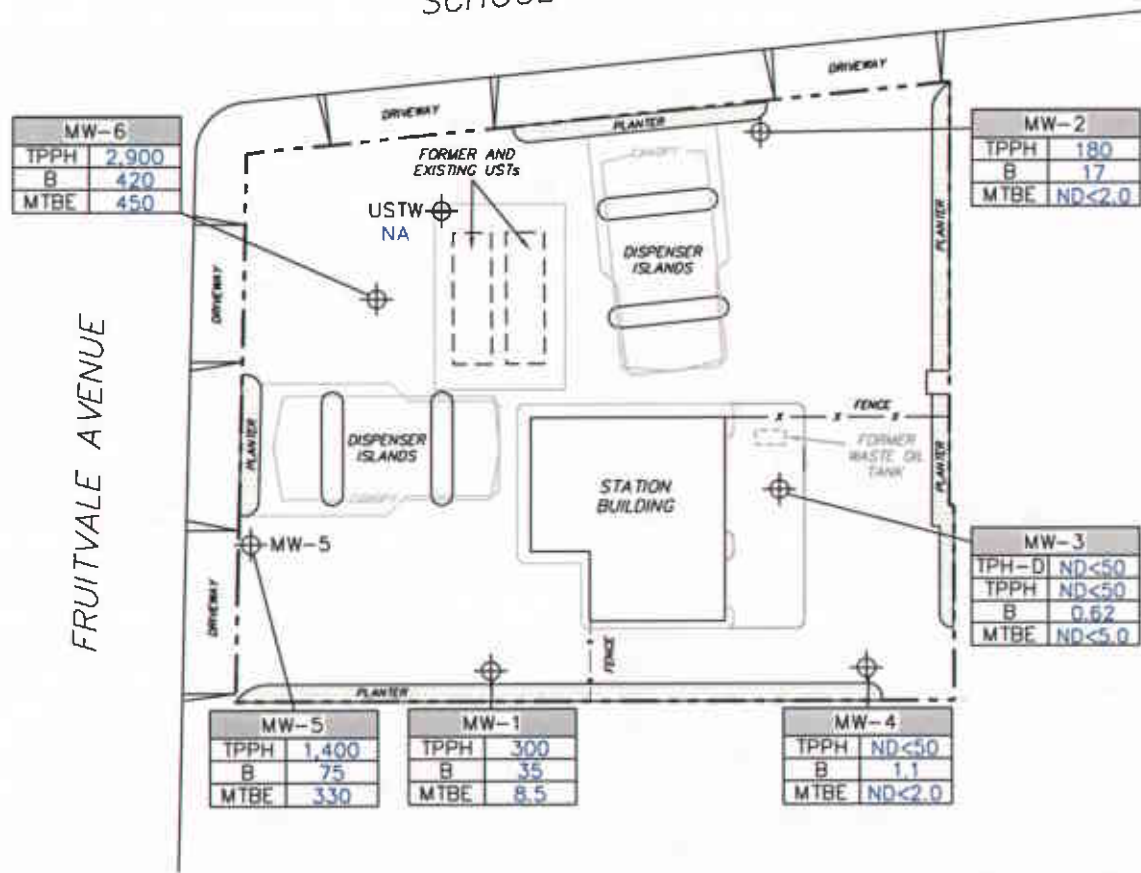 SCHOOL
DRIVEWAY
DRIVEWAY
PLANTER
MW-6
TPPH 2,900
B 420
MTBE 450
FORMER AND
EXISTING USTs
USTW
NA
CANOPY
DISPENSER
ISLANDS
MW-2
TPPH 180
B 17
MTBE ND<2.0
PLANTER
DRIVEWAY
FRUITVALE AVENUE
PLANTER
DISPENSER
ISLANDS
CANOPY
STATION
BUILDING
x x x
FENCE
FORMER
WASTE OIL
TANK
PLANTER
MW-3
TPH-D ND<50
TPPH ND<50
B 0.62
MTBE ND<5.0
MW-5
DRIVEWAY
FENCE
PLANTER
MW-5
TPPH 1,400
B 75
MTBE 330
MW-1
TPPH 300
B 35
MTBE 8.5
MW-4
TPPH ND<50
B 1.1
MTBE ND<2.0